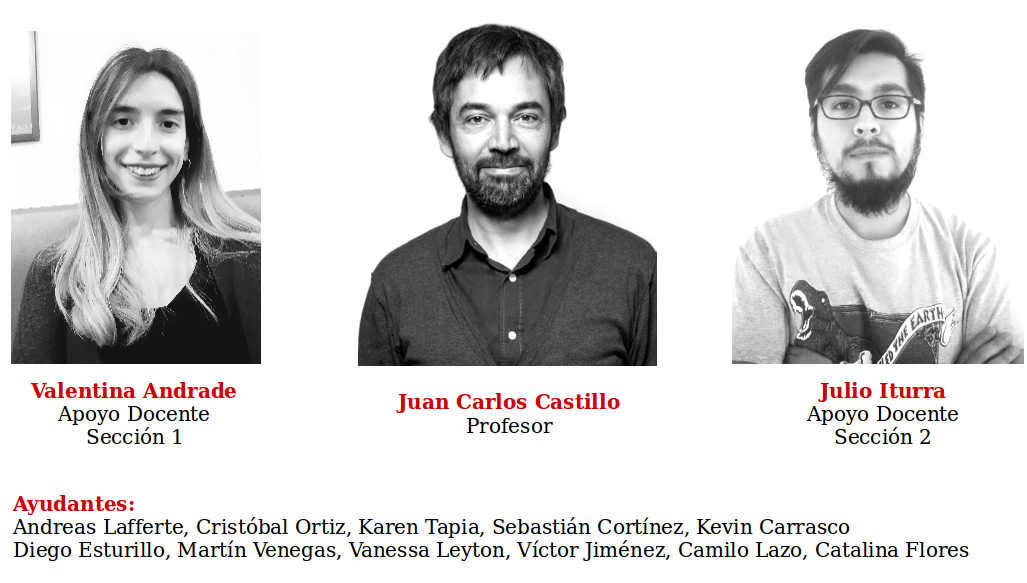 Valentina Andrade
Apoyo Docente
Sección 1
Juan Carlos Castillo
Profesor
THE EARTH
Julio Iturra
Apoyo Docente
Sección 2
Ayudantes:
Andreas Lafferte, Cristóbal Ortiz, Karen Tapia, Sebastián Cortínez, Kevin Carrasco
Diego Esturillo, Martín Venegas, Vanessa Leyton, Víctor Jiménez, Camilo Lazo, Catalina Flores